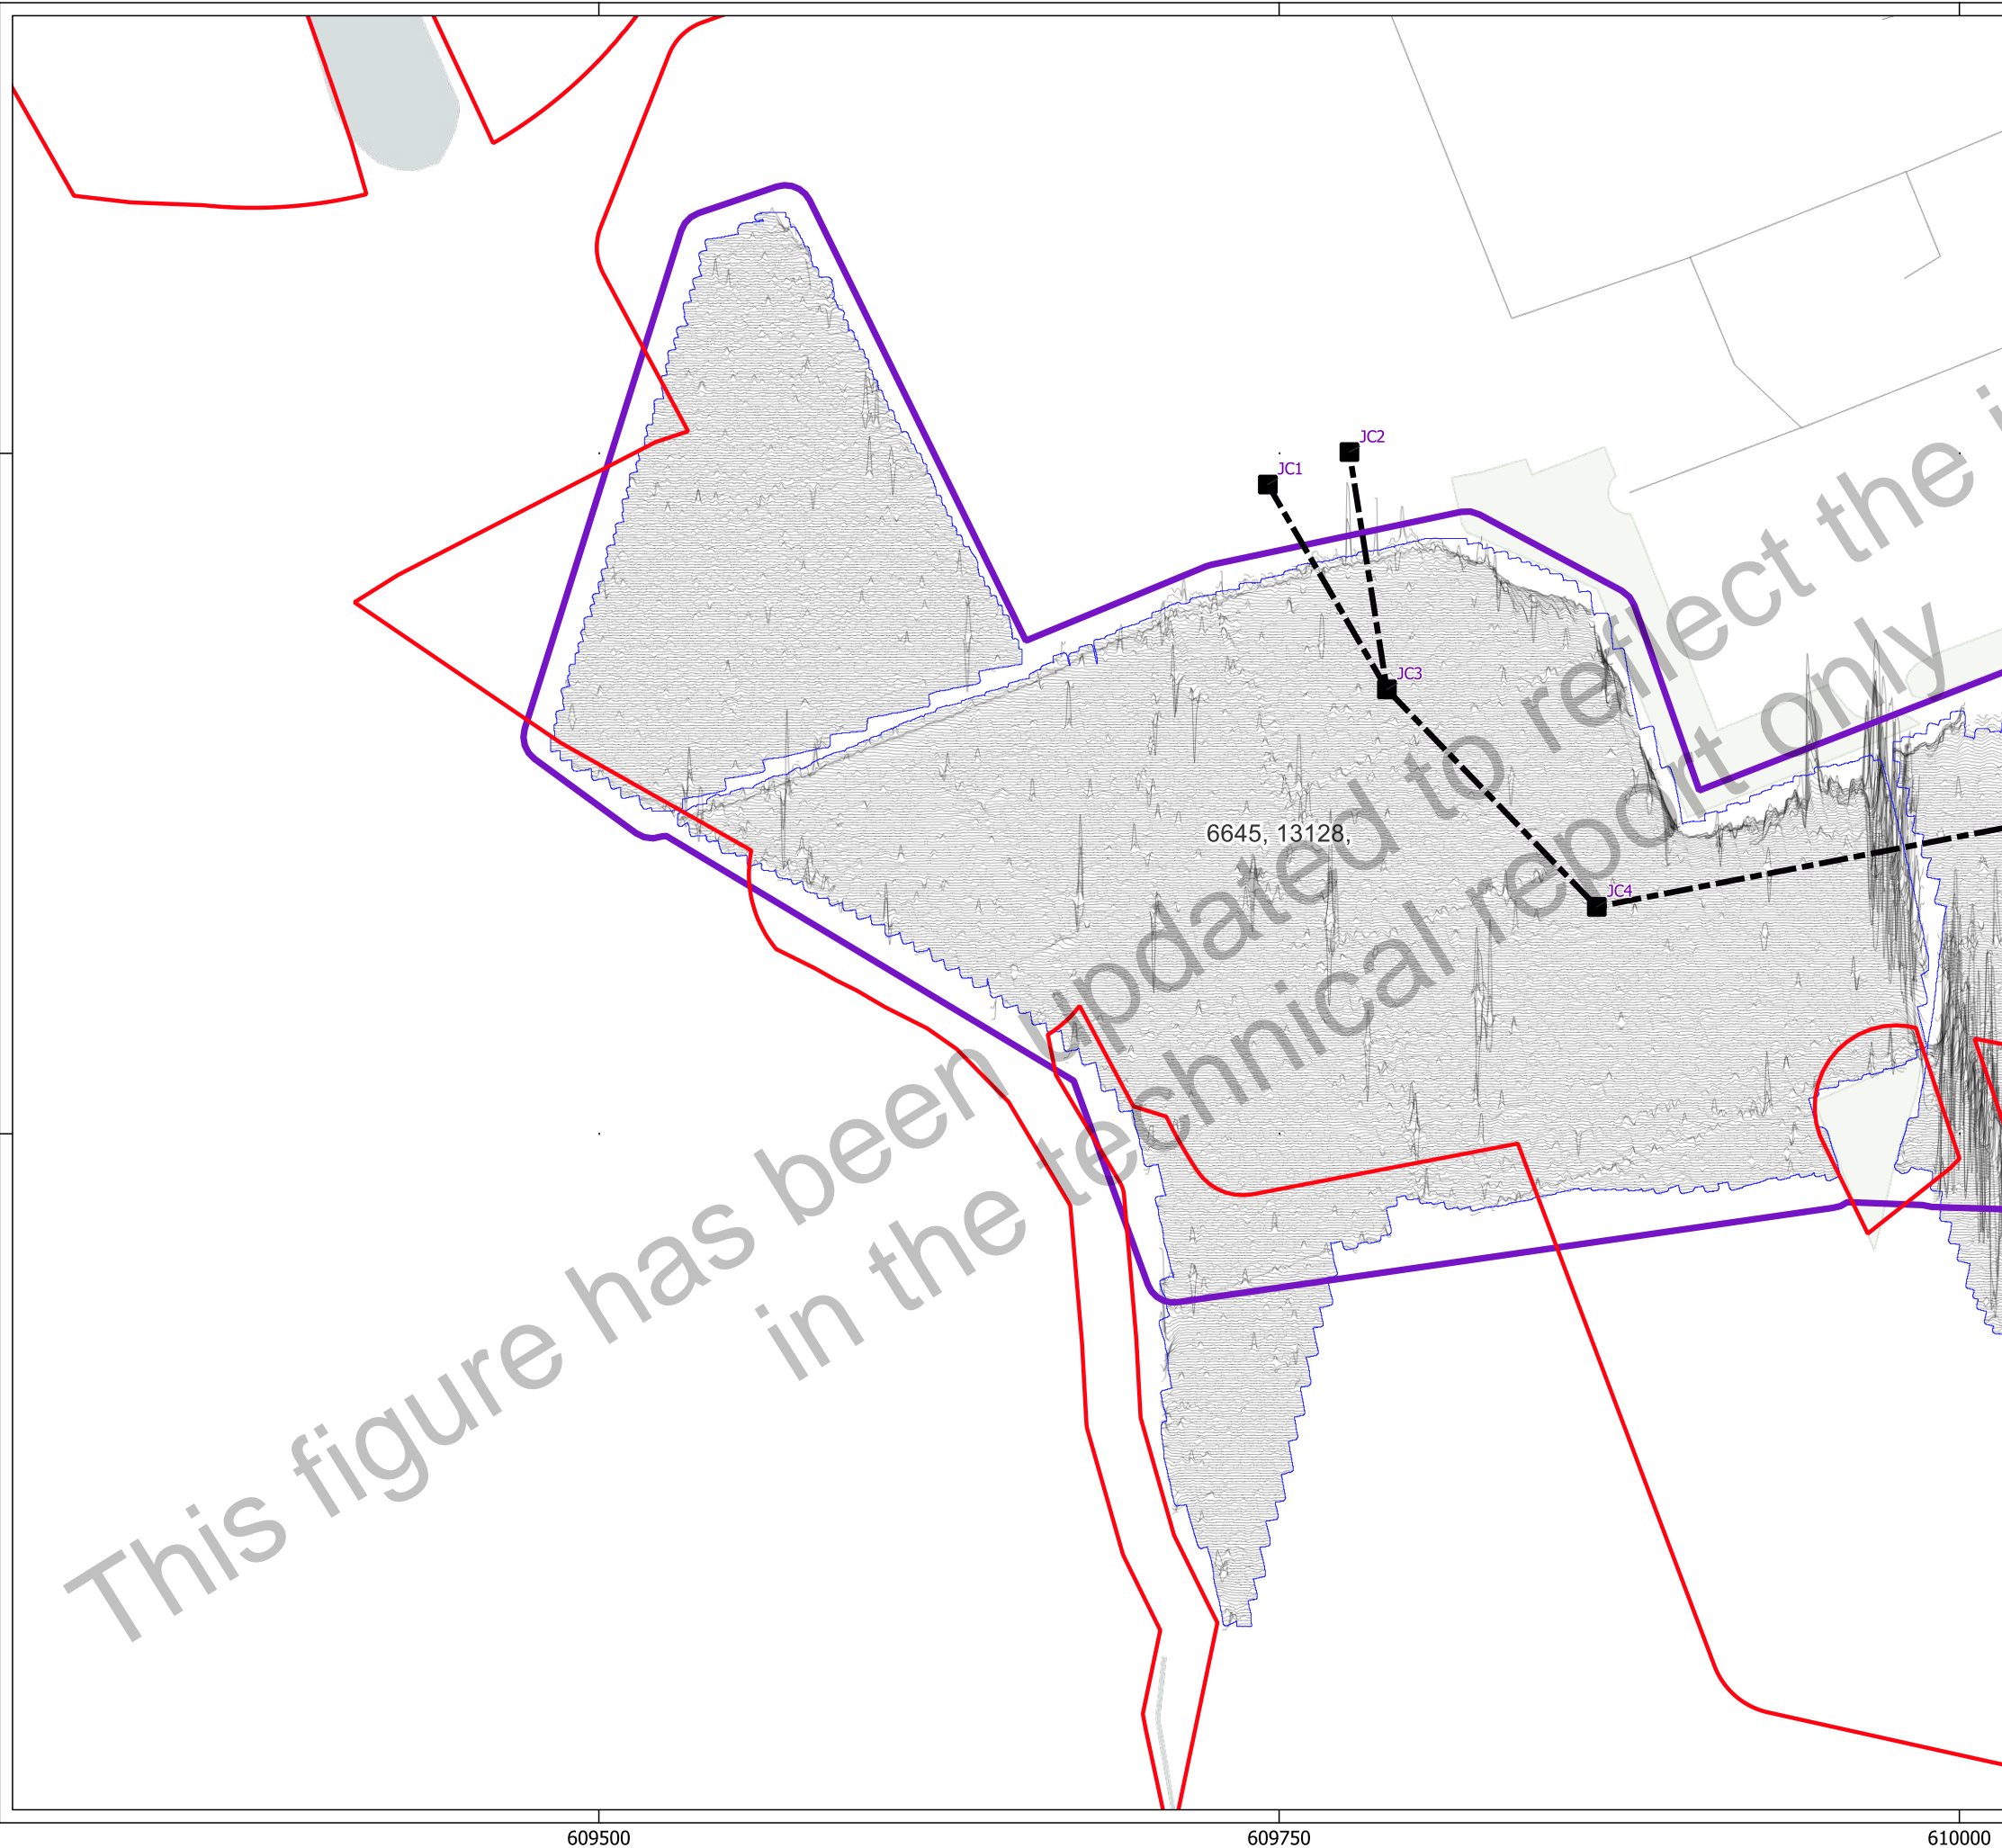 JC2
JC1
JC3
6645, 13128,
JC4
This figure has been updated to reflect the
in the technical report only
609500
609750
610000